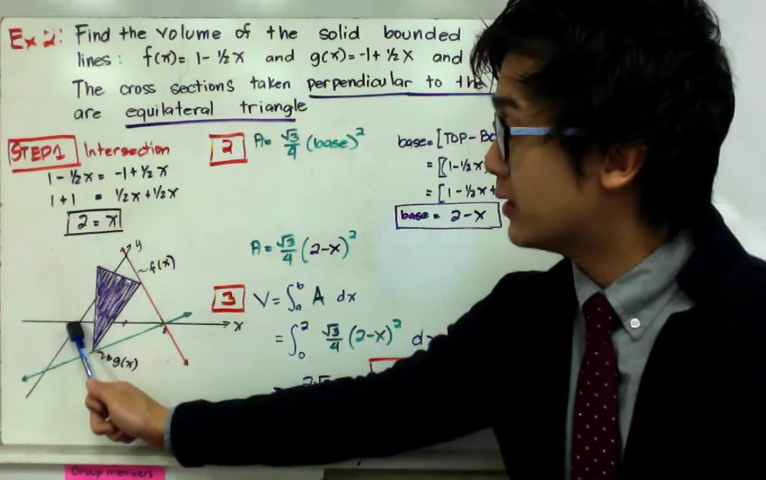 Ex 2: Find the volume of the solid bounded
lines: f(x)= 1-½x and g(x)=-1+½x and
The cross sections taken perpendicular to the
are equilateral triangle
STEP 1 Intersection
1-½x = -1+½x
1+1 = ½x+½x
2=x
2 A= √3/4 (base)²
base=[TOP-
=[(1-½x
=[1-½x+
base= 2-x
A= √3/4 (2-x)²
3 V= ∫ₐᵇ A dx
= ∫₀² √3/4 (2-x)² dx
y
f(x)
x
g(x)
Group members